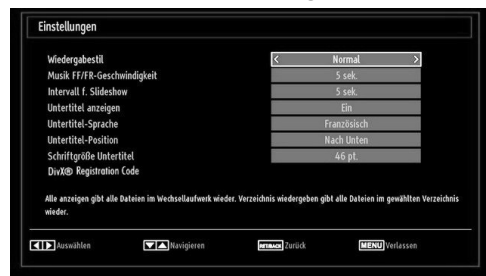 Einstellungen
Wiedergabestil < Normal >
Musik FF/FR-Geschwindigkeit 5 sek.
Intervall f. Slideshow 5 sek.
Untertitel anzeigen Ein
Untertitel-Sprache Französisch
Untertitel-Position Nach Unten
Schriftgröße Untertitel 46 pt.
DivX® Registration Code
Alle anzeigen gibt alle Dateien im Wechsellaufwerk wieder. Verzeichnis wiedergeben gibt alle Dateien im gewählten Verzeichnis
wieder.
Auswählen Navigieren RET/BACK Zurück MENU Verlassen